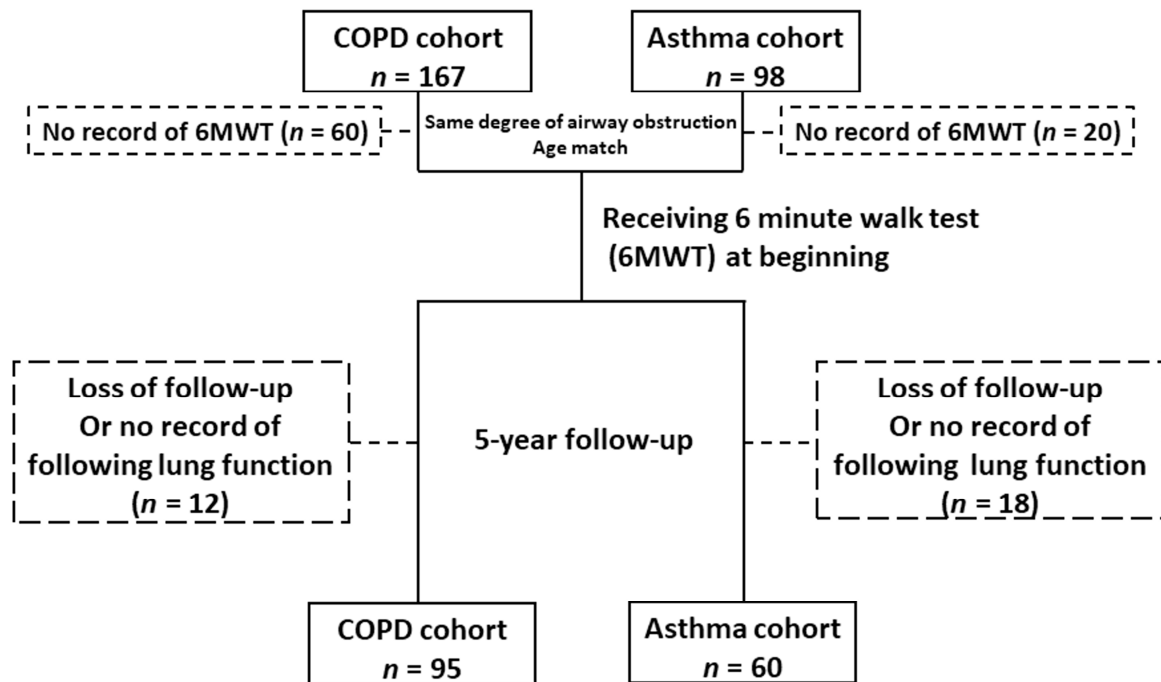 COPD cohort
n = 167
Asthma cohort
n = 98
No record of 6MWT (n = 60)
Same degree of airway obstruction
Age match
No record of 6MWT (n = 20)
Receiving 6 minute walk test
(6MWT) at beginning
Loss of follow-up
Or no record of
following lung function
(n = 12)
5-year follow-up
Loss of follow-up
Or no record of
following lung function
(n = 18)
COPD cohort
n = 95
Asthma cohort
n = 60